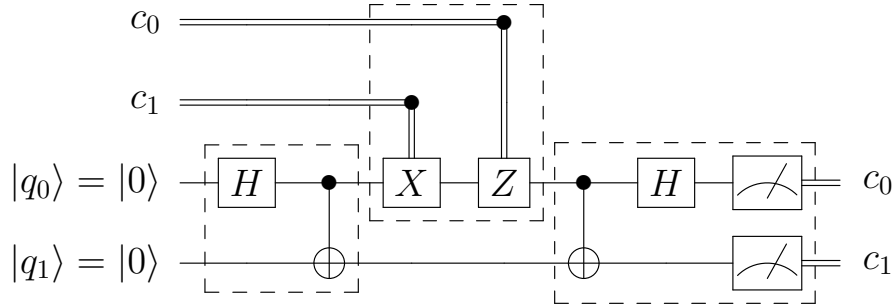 c₀
c₁
|q₀⟩ = |0⟩ H X Z H c₀
|q₁⟩ = |0⟩ c₁